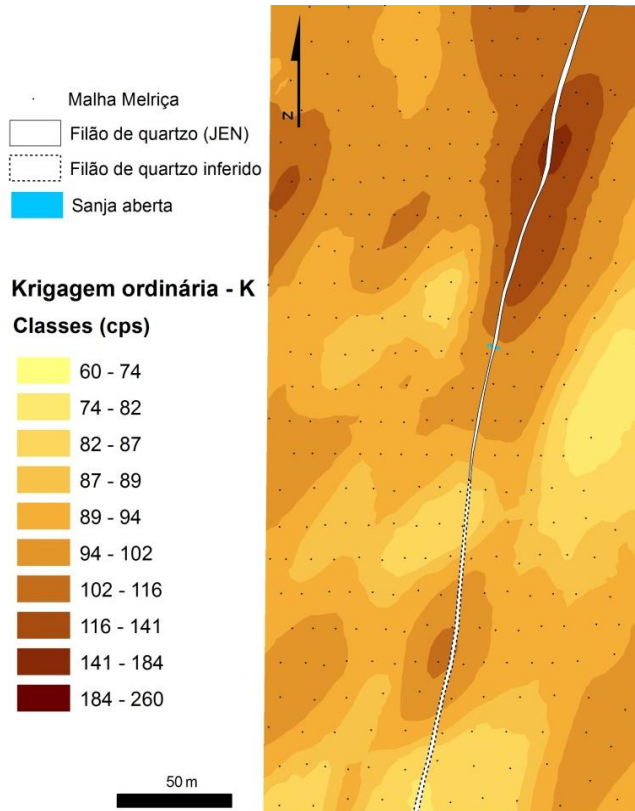 N
Malha Melriça
Filão de quartzo (JEN)
Filão de quartzo inferido
Sanja aberta
Krigagem ordinária - K
Classes (cps)
60 - 74
74 - 82
82 - 87
87 - 89
89 - 94
94 - 102
102 - 116
116 - 141
141 - 184
184 - 260
50 m